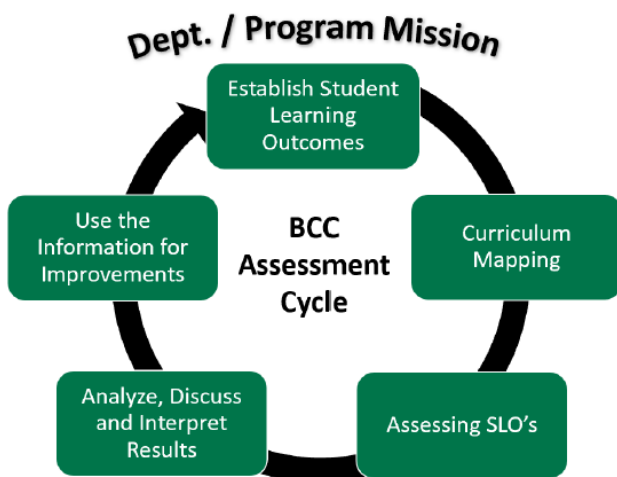 Dept. / Program Mission
Establish Student
Learning
Outcomes
Use the
Information for
Improvements
BCC
Assessment
Cycle
Curriculum
Mapping
Analyze, Discuss
and Interpret
Results
Assessing SLO's